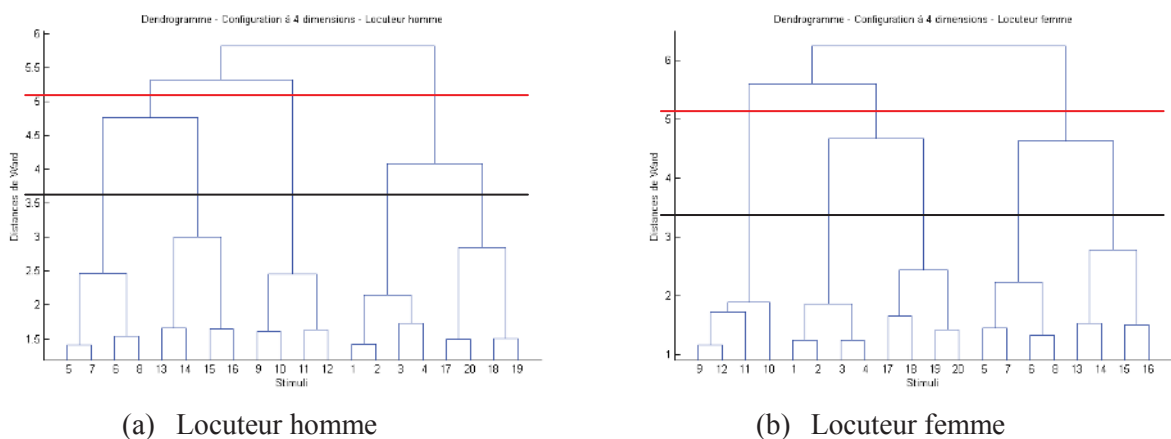 Dendrogramme - Configuration à 4 dimensions - Locuteur homme
6
5.5
5
4.5
4
3.5
3
2.5
2
1.5
Distances de Ward
5 7 6 8 13 14 15 16 9 10 11 12 1 2 3 4 17 20 18 19
Stimuli
(a) Locuteur homme
Dendrogramme - Configuration à 4 dimensions - Locuteur femme
6
5
4
3
2
1
Distances de Ward
9 12 11 10 1 2 3 4 17 18 19 20 5 6 7 8 13 14 15 16
Stimuli
(b) Locuteur femme